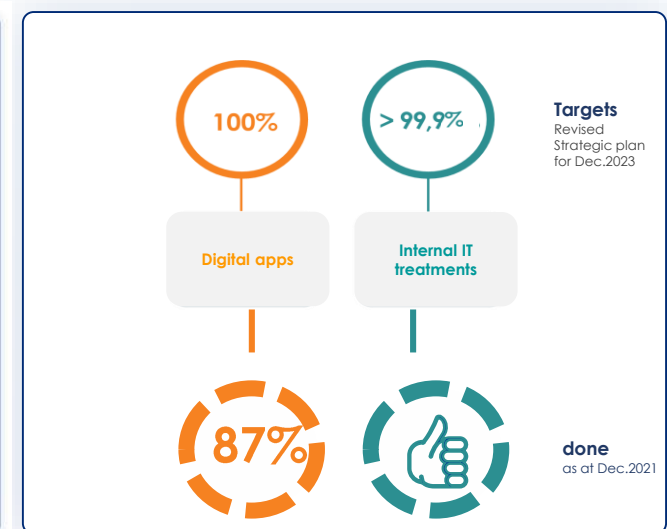 100%
> 99,9%
Targets
Revised
Strategic plan
for Dec.2023
Digital apps
Internal IT
treatments
87%
done
as at Dec.2021